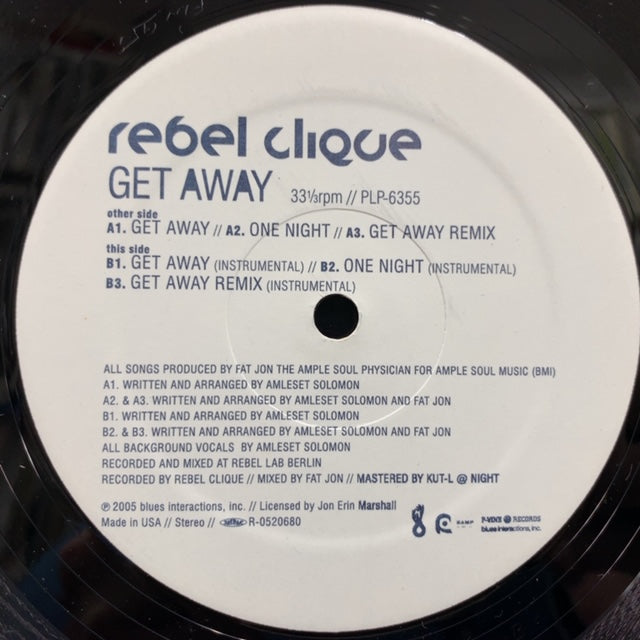 rebel clique
GET AWAY 33⅓rpm // PLP-6355
other side
A1. GET AWAY // A2. ONE NIGHT // A3. GET AWAY REMIX
this side
B1. GET AWAY (INSTRUMENTAL) // B2. ONE NIGHT (INSTRUMENTAL)
B3. GET AWAY REMIX (INSTRUMENTAL)
ALL SONGS PRODUCED BY FAT JON THE AMPLE SOUL PHYSICIAN FOR AMPLE SOUL MUSIC (BMI)
A1. WRITTEN AND ARRANGED BY AMLESET SOLOMON
A2. & A3. WRITTEN AND ARRANGED BY AMLESET SOLOMON AND FAT JON
B1. WRITTEN AND ARRANGED BY AMLESET SOLOMON
B2. & B3. WRITTEN AND ARRANGED BY AMLESET SOLOMON AND FAT JON
ALL BACKGROUND VOCALS BY AMLESET SOLOMON
RECORDED AND MIXED AT REBEL LAB BERLIN
RECORDED BY REBEL CLIQUE // MIXED BY FAT JON // MASTERED BY KUT-L @ NIGHT
℗ 2005 blues interactions, inc. // Licensed by Jon Erin Marshall
Made in USA // Stereo // R-0520680
P-VINE RECORDS
blues interactions, inc.